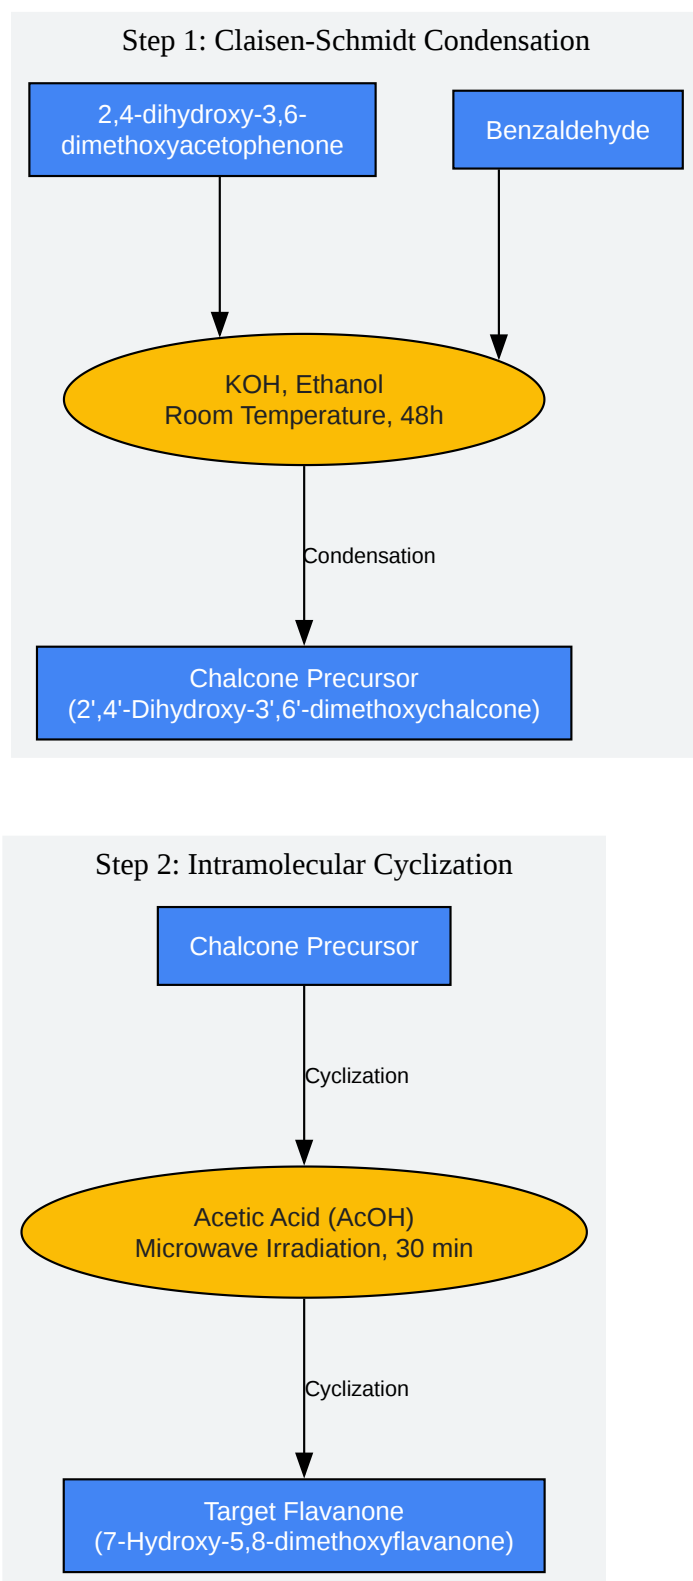 Step 1: Claisen-Schmidt Condensation
2,4-dihydroxy-3,6-
dimethoxyacetophenone
Benzaldehyde
KOH, Ethanol
Room Temperature, 48h
Condensation
Chalcone Precursor
(2',4'-Dihydroxy-3',6'-dimethoxychalcone)
Step 2: Intramolecular Cyclization
Chalcone Precursor
Cyclization
Acetic Acid (AcOH)
Microwave Irradiation, 30 min
Cyclization
Target Flavanone
(7-Hydroxy-5,8-dimethoxyflavanone)